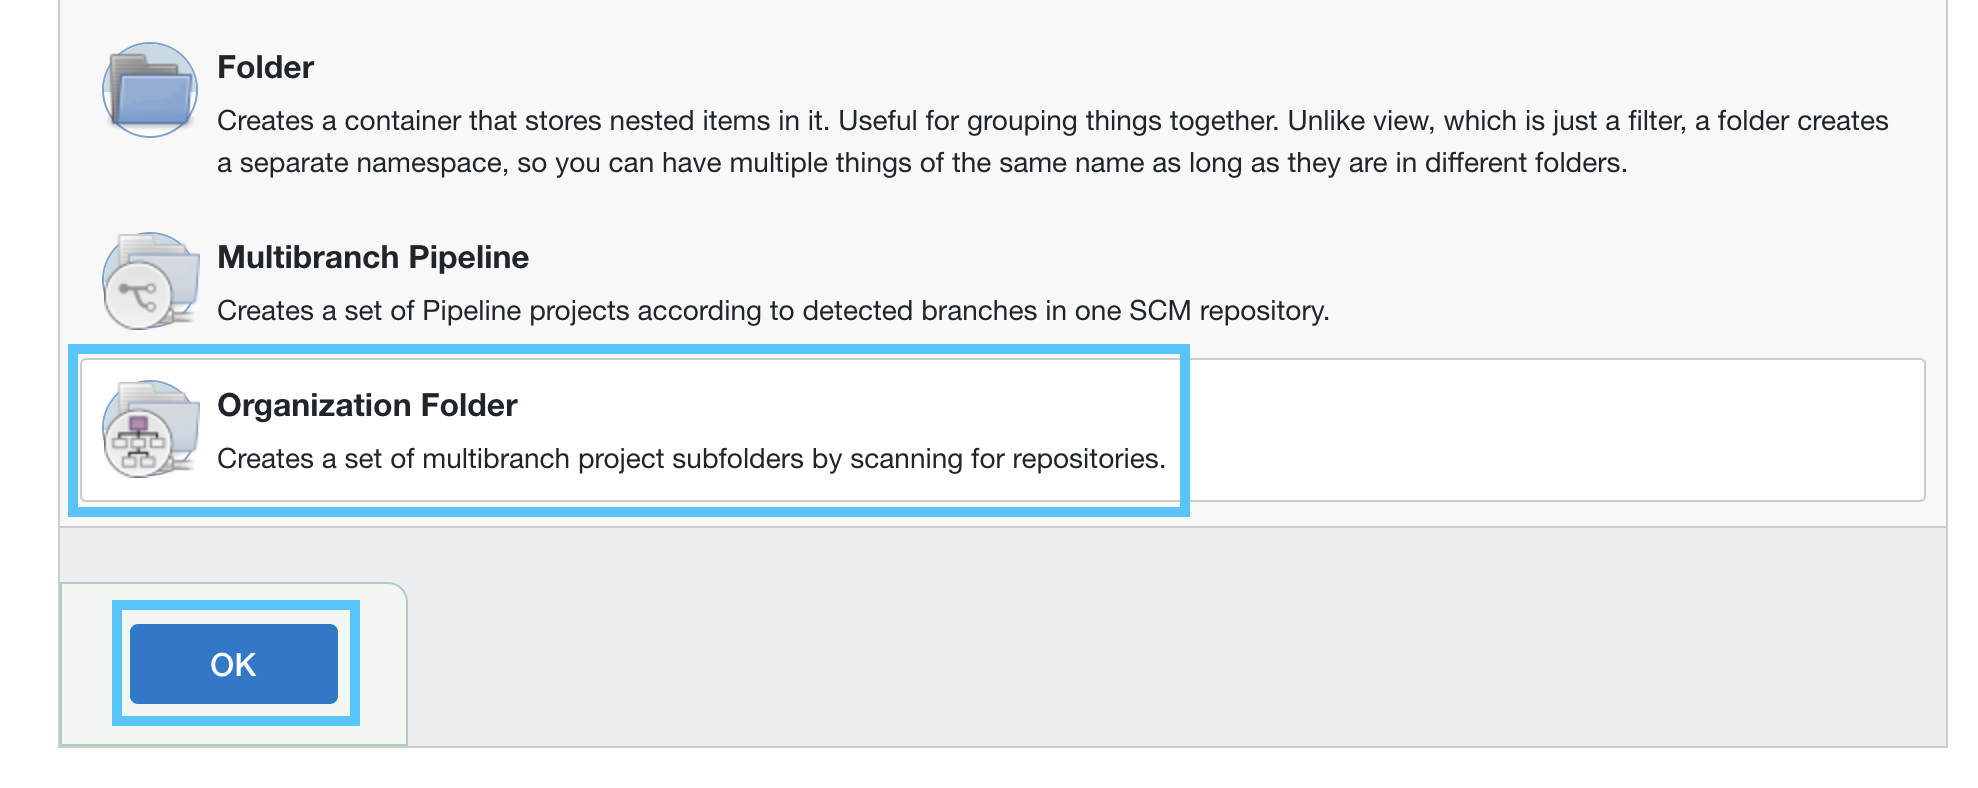 Folder
Creates a container that stores nested items in it. Useful for grouping things together. Unlike view, which is just a filter, a folder creates
a separate namespace, so you can have multiple things of the same name as long as they are in different folders.
Multibranch Pipeline
Creates a set of Pipeline projects according to detected branches in one SCM repository.
Organization Folder
Creates a set of multibranch project subfolders by scanning for repositories.
OK